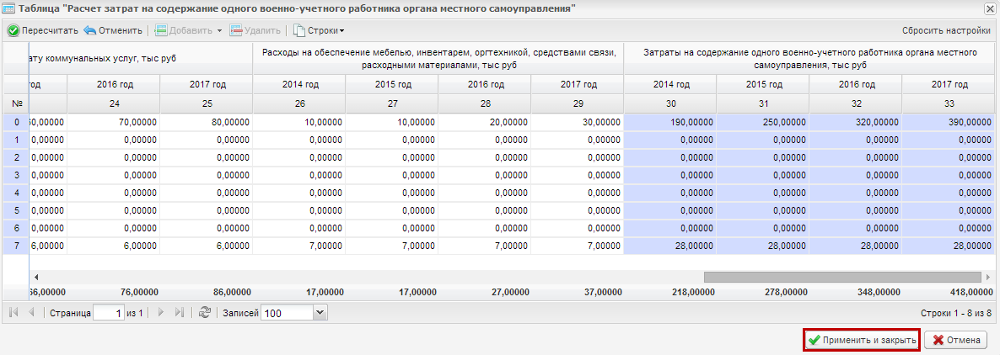 Таблица "Расчет затрат на содержание одного военно-учетного работника органа местного самоуправления"
Пересчитать Отменить Добавить Удалить Строки Сбросить настройки
ату коммунальных услуг, тыс руб Расходы на обеспечение мебелью, инвентарем, оргтехникой, средствами связи, Затраты на содержание одного военно-учетного работника органа местного
расходными материалами, тыс руб самоуправления, тыс руб
год 2016 год 2017 год 2014 год 2015 год 2016 год 2017 год 2014 год 2015 год 2016 год 2017 год
№ 24 25 26 27 28 29 30 31 32 33
0 0,00000 70,00000 80,00000 10,00000 10,00000 20,00000 30,00000 190,00000 250,00000 320,00000 390,00000
1 0,00000 0,00000 0,00000 0,00000 0,00000 0,00000 0,00000 0,00000 0,00000 0,00000 0,00000
2 0,00000 0,00000 0,00000 0,00000 0,00000 0,00000 0,00000 0,00000 0,00000 0,00000 0,00000
3 0,00000 0,00000 0,00000 0,00000 0,00000 0,00000 0,00000 0,00000 0,00000 0,00000 0,00000
4 0,00000 0,00000 0,00000 0,00000 0,00000 0,00000 0,00000 0,00000 0,00000 0,00000 0,00000
5 0,00000 0,00000 0,00000 0,00000 0,00000 0,00000 0,00000 0,00000 0,00000 0,00000 0,00000
6 0,00000 0,00000 0,00000 0,00000 0,00000 0,00000 0,00000 0,00000 0,00000 0,00000 0,00000
7 6,00000 6,00000 6,00000 7,00000 7,00000 7,00000 7,00000 28,00000 28,00000 28,00000 28,00000
66,00000 76,00000 86,00000 17,00000 17,00000 27,00000 37,00000 218,00000 278,00000 348,00000 418,00000
Страница 1 из 1 Записей 100 Строки 1 - 8 из 8
Применить и закрыть Отмена